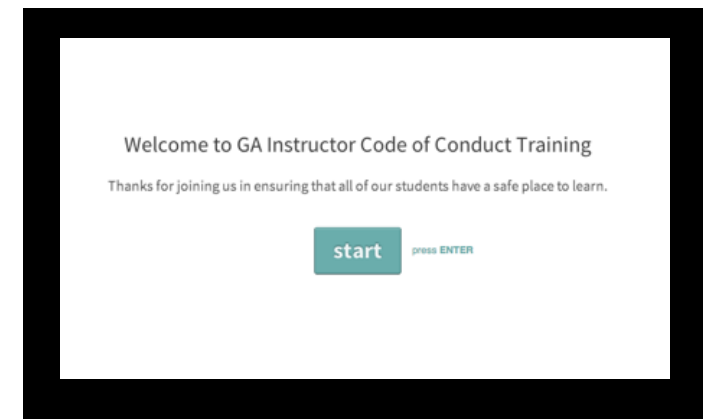 Welcome to GA Instructor Code of Conduct Training
Thanks for joining us in ensuring that all of our students have a safe place to learn.
start press ENTER